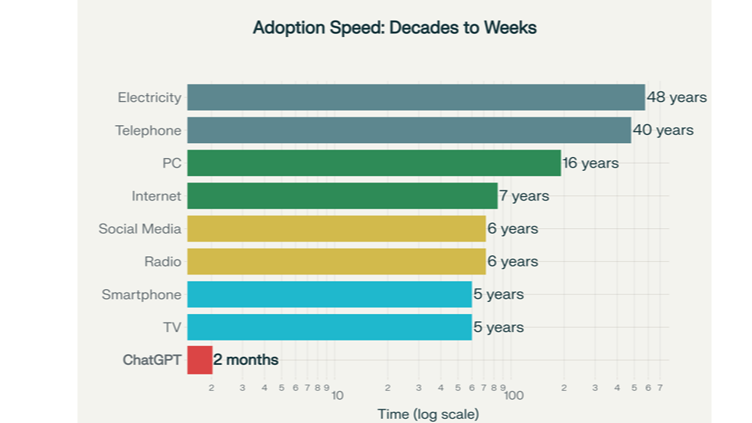 Adoption Speed: Decades to Weeks
Electricity 48 years
Telephone 40 years
PC 16 years
Internet 7 years
Social Media 6 years
Radio 6 years
Smartphone 5 years
TV 5 years
ChatGPT 2 months
2 3 4 5 6 7 8 9 10 2 3 4 5 6 7 8 9 100 2 3 4 5 6 7
Time (log scale)